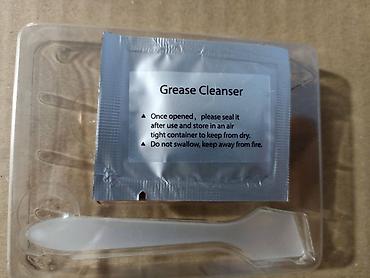 Grease Cleanser
▲ Once opened, please seal it
after use and store in an air
tight container to keep from dry.
▲ Do not swallow, keep away from fire.